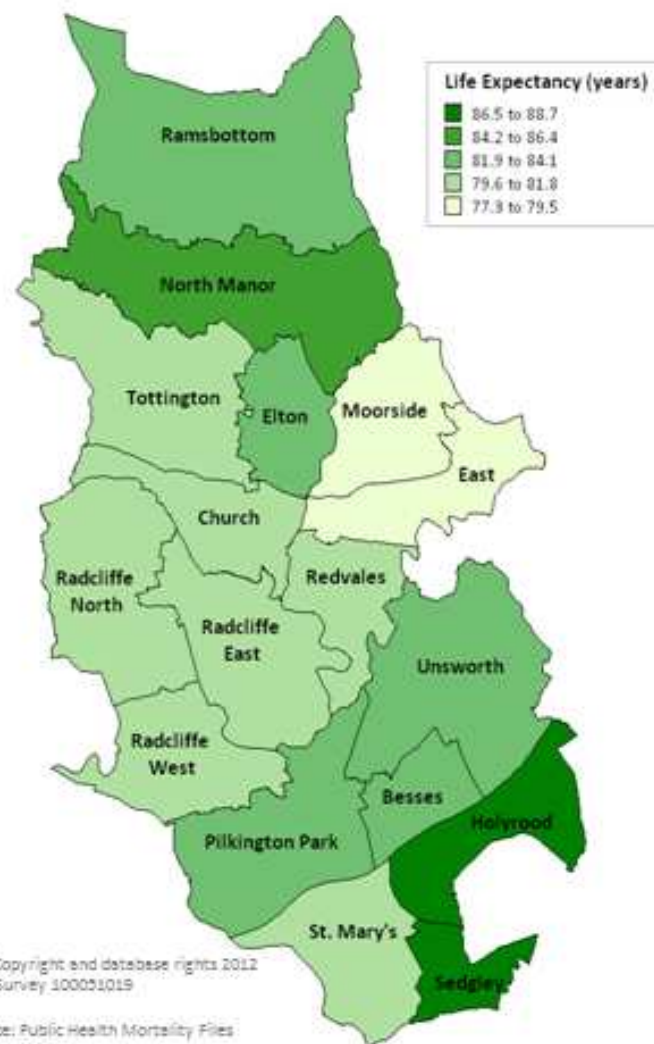 Life Expectancy (years)
86.5 to 88.7
84.2 to 86.4
81.9 to 84.1
79.6 to 81.8
77.3 to 79.5
Ramsbottom
North Manor
Tottington
Elton
Moorside
East
Church
Radcliffe
North
Redvales
Radcliffe
East
Unsworth
Radcliffe
West
Besses
Holyrood
Pilkington Park
St. Mary's
Sedgley
Copyright and database rights 2012
Survey 100051019
e: Public Health Mortality Files